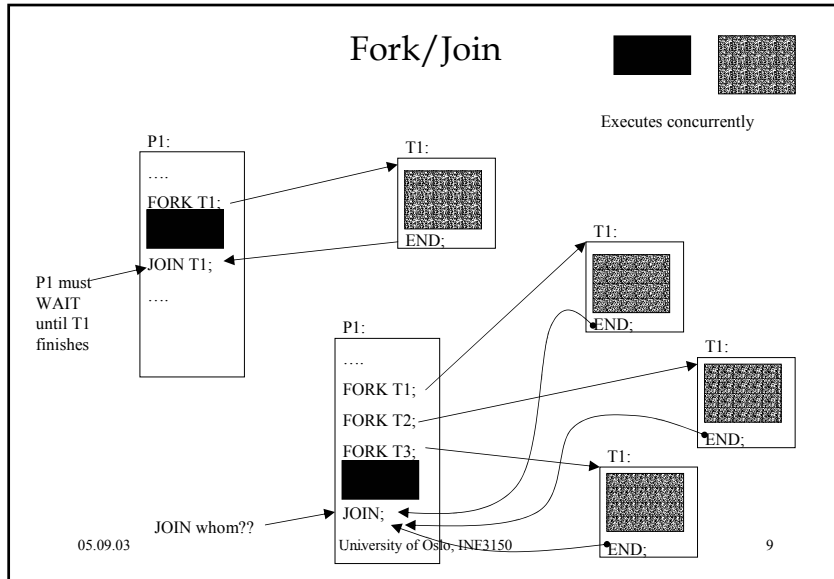 Fork/Join
Executes concurrently
P1:
….
FORK T1;
JOIN T1;
….
T1:
END;
P1 must
WAIT
until T1
finishes
P1:
….
FORK T1;
FORK T2;
FORK T3;
JOIN;
….
T1:
END;
T1:
END;
T1:
END;
JOIN whom??
05.09.03
University of Oslo, INF3150
9